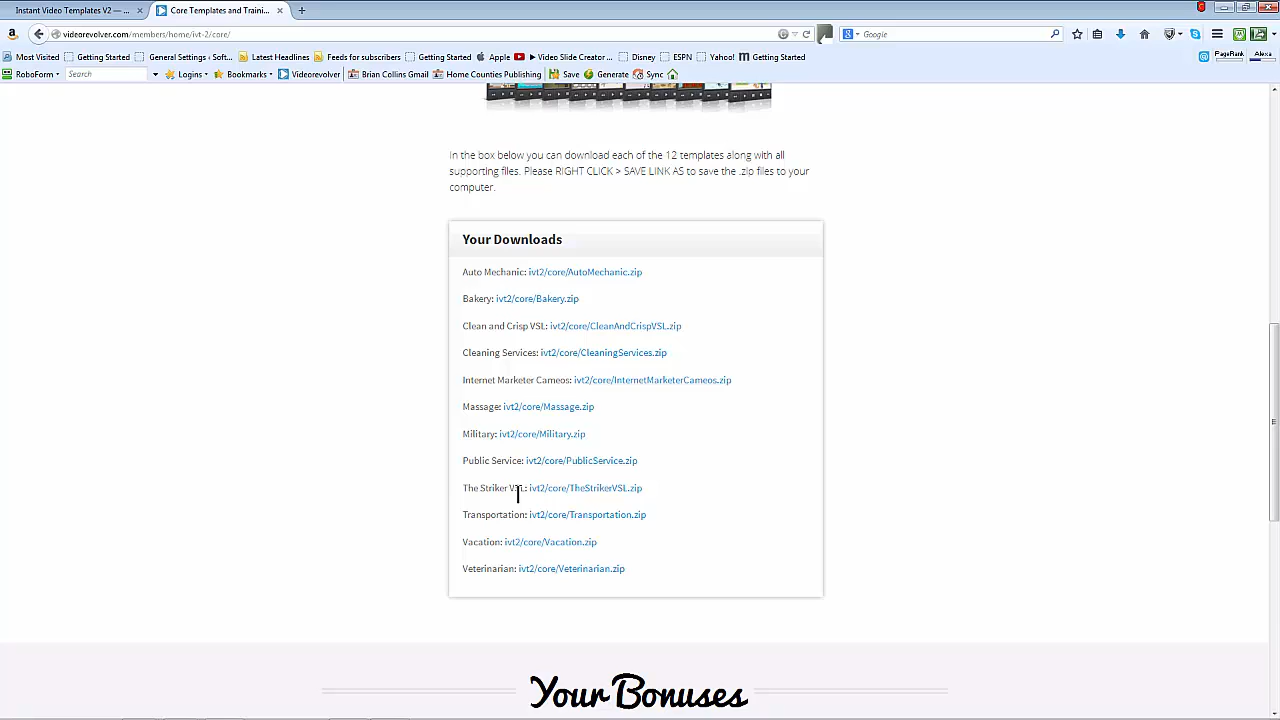 Instant Video Templates V2 — ...
Core Templates and Traini...
videorevolver.com/members/home/ivt-2/core/
Google
Most Visited
Getting Started
General Settings - Soft...
Latest Headlines
Feeds for subscribers
Getting Started
Apple
Video Sale Creator ...
Disney
ESPN
Yahoo!
Getting Started
PageRank
Alexa
RoboForm
Search
Logins
Bookmarks
Videorevolver
Brian Collins Gmail
Home Counties Publishing
Save
Generate
Sync
In the box below you can download each of the 12 templates along with all
supporting files. Please RIGHT CLICK > SAVE LINK AS to save the .zip files to your
computer.
Your Downloads
Auto Mechanic: ivt2/core/AutoMechanic.zip
Bakery: ivt2/core/Bakery.zip
Clean and Crisp VSL: ivt2/core/CleanAndCrispVSL.zip
Cleaning Services: ivt2/core/CleaningServices.zip
Internet Marketer Cameos: ivt2/core/InternetMarketerCameos.zip
Massage: ivt2/core/Massage.zip
Military: ivt2/core/Military.zip
Public Service: ivt2/core/PublicService.zip
The Striker VSL: ivt2/core/TheStrikerVSL.zip
Transportation: ivt2/core/Transportation.zip
Vacation: ivt2/core/Vacation.zip
Veterinarian: ivt2/core/Veterinarian.zip
Your Bonuses